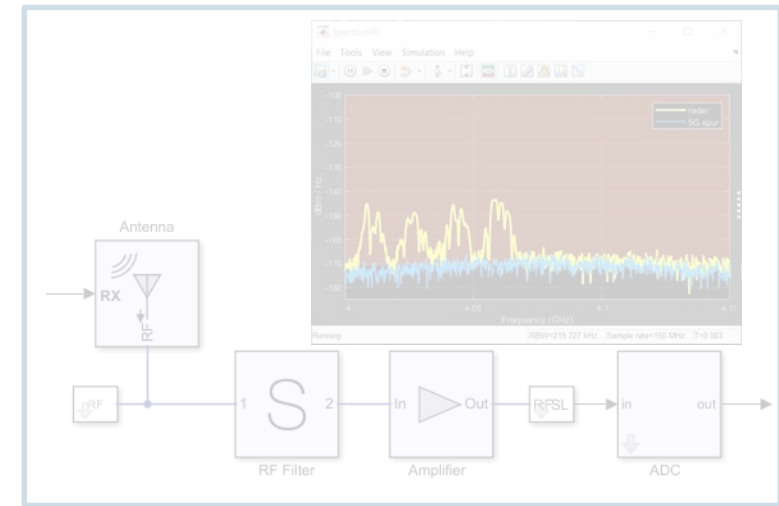 SpectrumIN
File Tools View Simulation Help
radar
5G spur
-100
-110
-120
-130
-140
-150
-160
-170
-180
dBm / Hz
4
4.05
4.1
4.15
Frequency (GHz)
Running
RBW=219.727 kHz
Sample rate=150 MHz
T=0.003
Antenna
RX
RF
RF
1
S
2
In
Out
RFSL
in
out
RF Filter
Amplifier
ADC